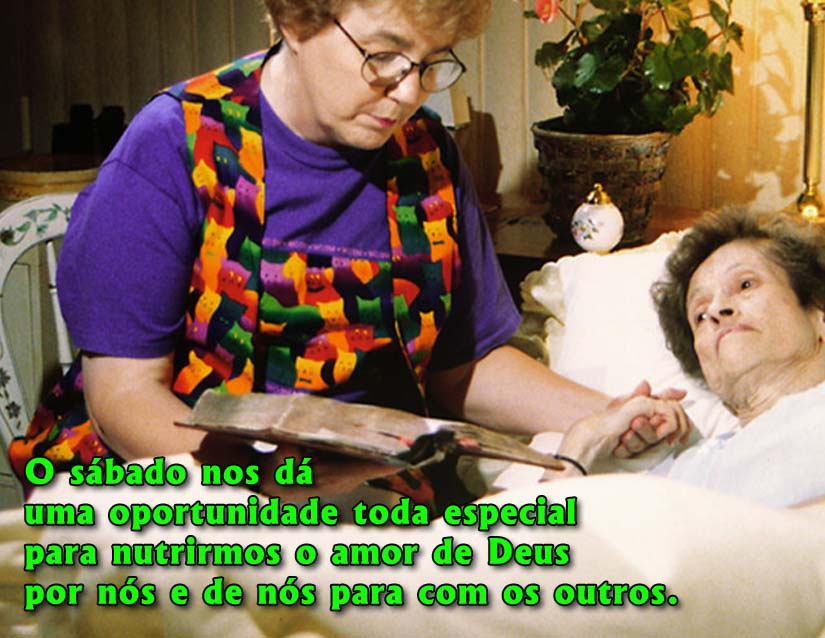 O sábado nos dá
uma oportunidade toda especial
para nutrirmos o amor de Deus
por nós e de nós para com os outros.